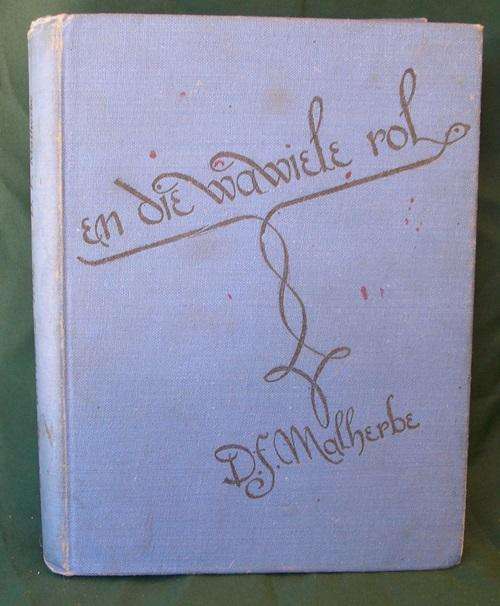 en die wawiele rol
D.F. Malherbe